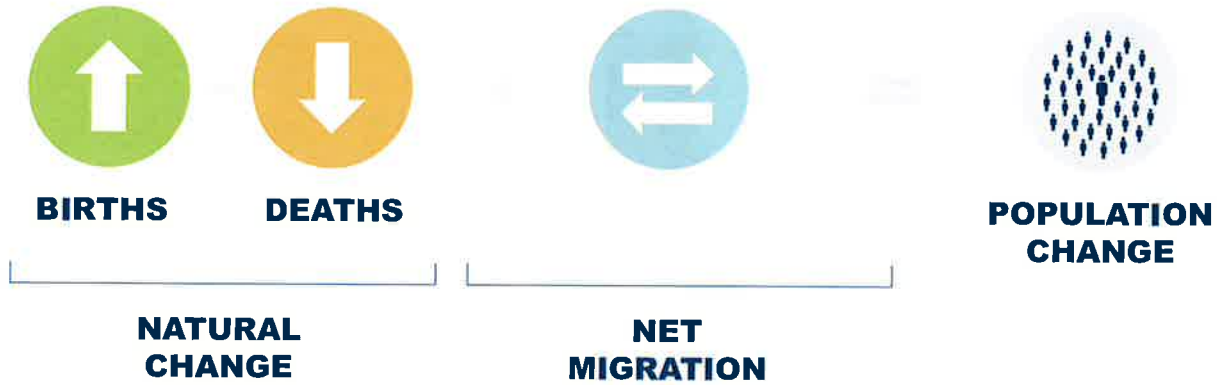 BIRTHS
DEATHS
POPULATION
CHANGE
NATURAL
CHANGE
NET
MIGRATION